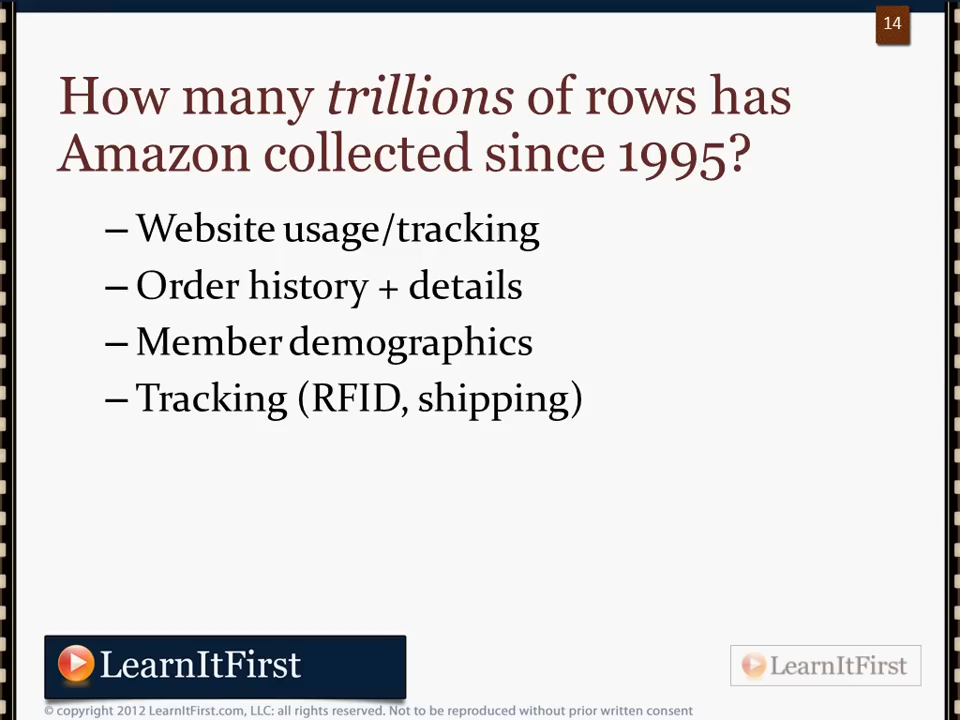 14
How many trillions of rows has
Amazon collected since 1995?
– Website usage/tracking
– Order history + details
– Member demographics
– Tracking (RFID, shipping)
LearnItFirst
LearnItFirst
© copyright 2012 LearnItFirst.com, LLC: all rights reserved. Not to be reproduced without prior written consent